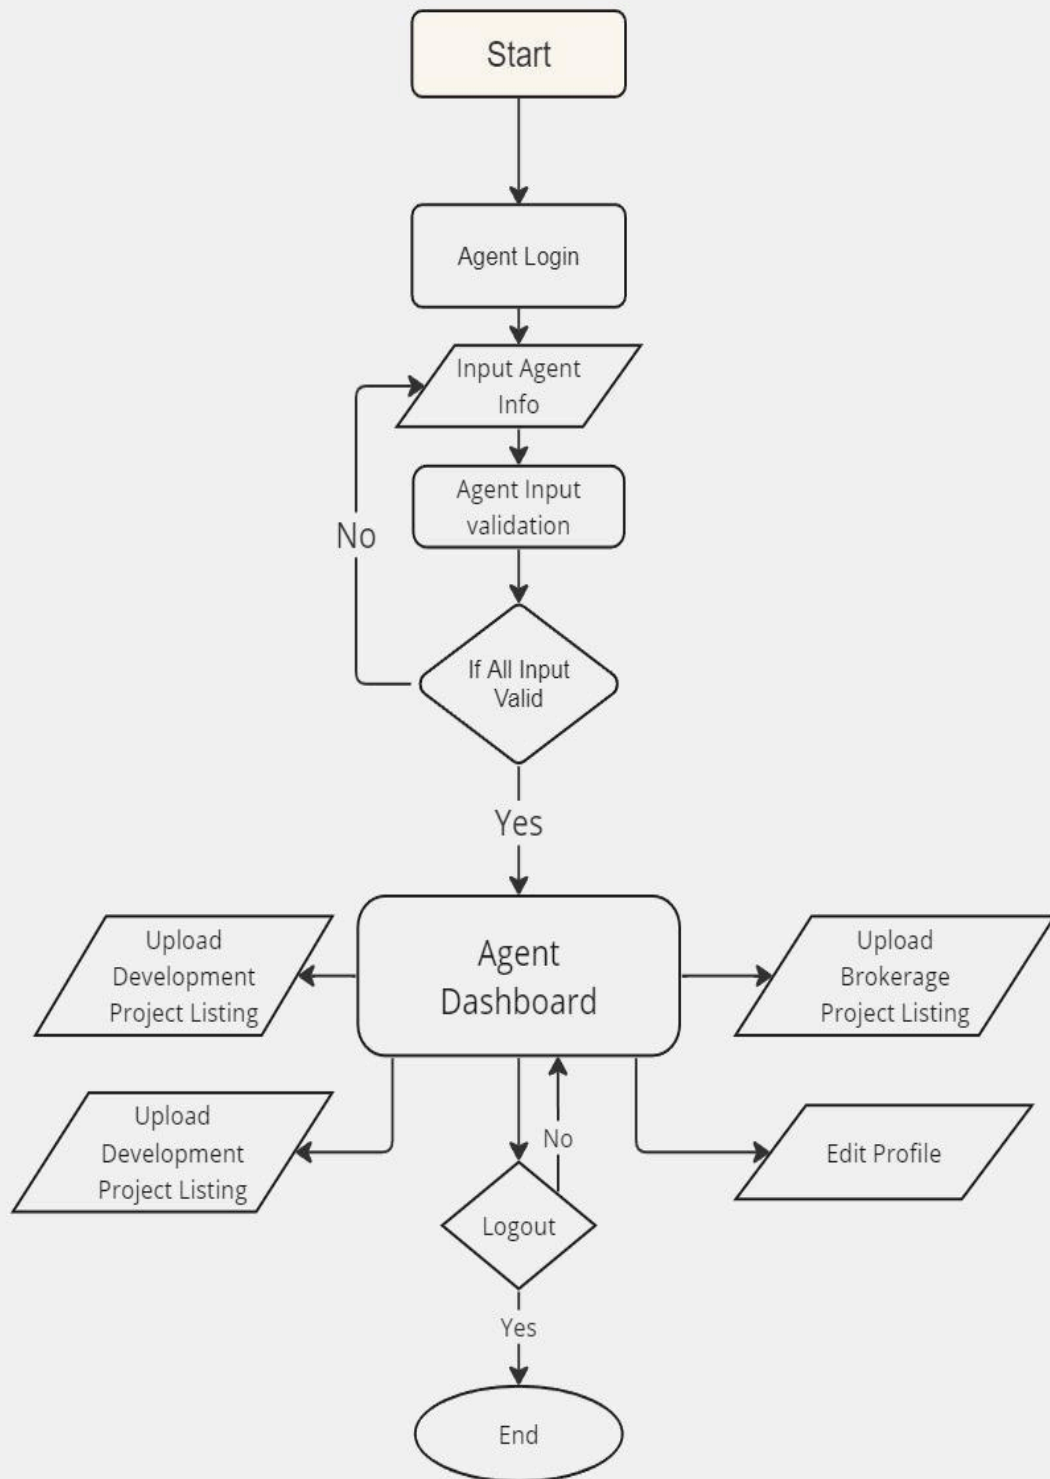 Start
Agent Login
Input Agent
Info
Agent Input
validation
No
If All Input
Valid
Yes
Upload
Development
Project Listing
Agent
Dashboard
Upload
Brokerage
Project Listing
Upload
Development
Project Listing
No
Edit Profile
Logout
Yes
End